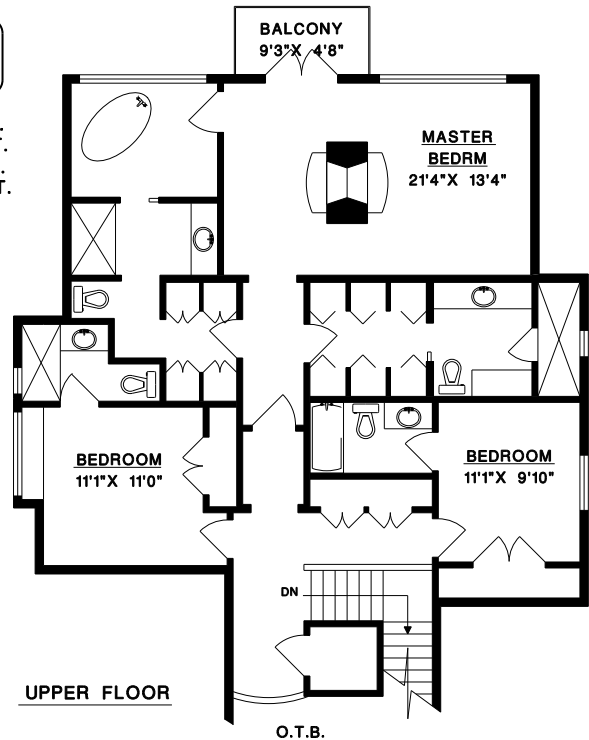 BALCONY
9'3"X 4'8"
F.
T.
MASTER
BEDRM
21'4"X 13'4"
BEDROOM
11'1"X 11'0"
BEDROOM
11'1"X 9'10"
DN
UPPER FLOOR
O.T.B.